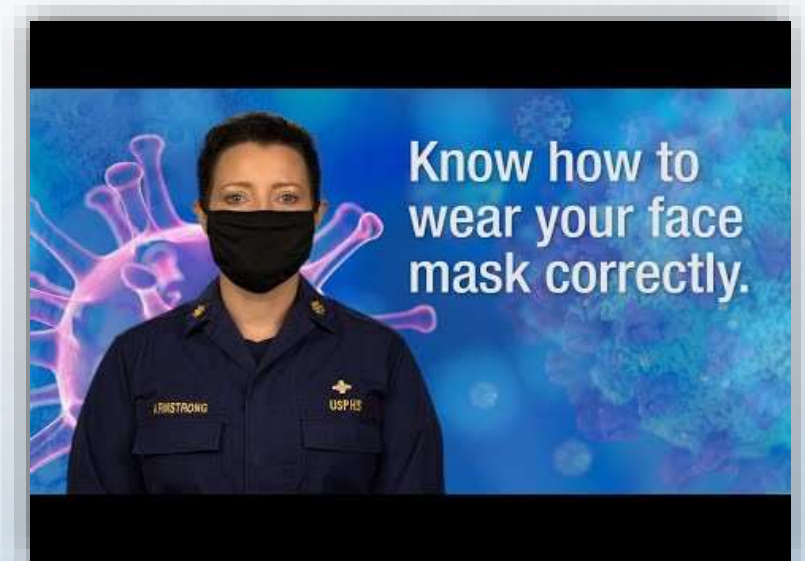 Know how to
wear your face
mask correctly.
ARMSTRONG
USPHS